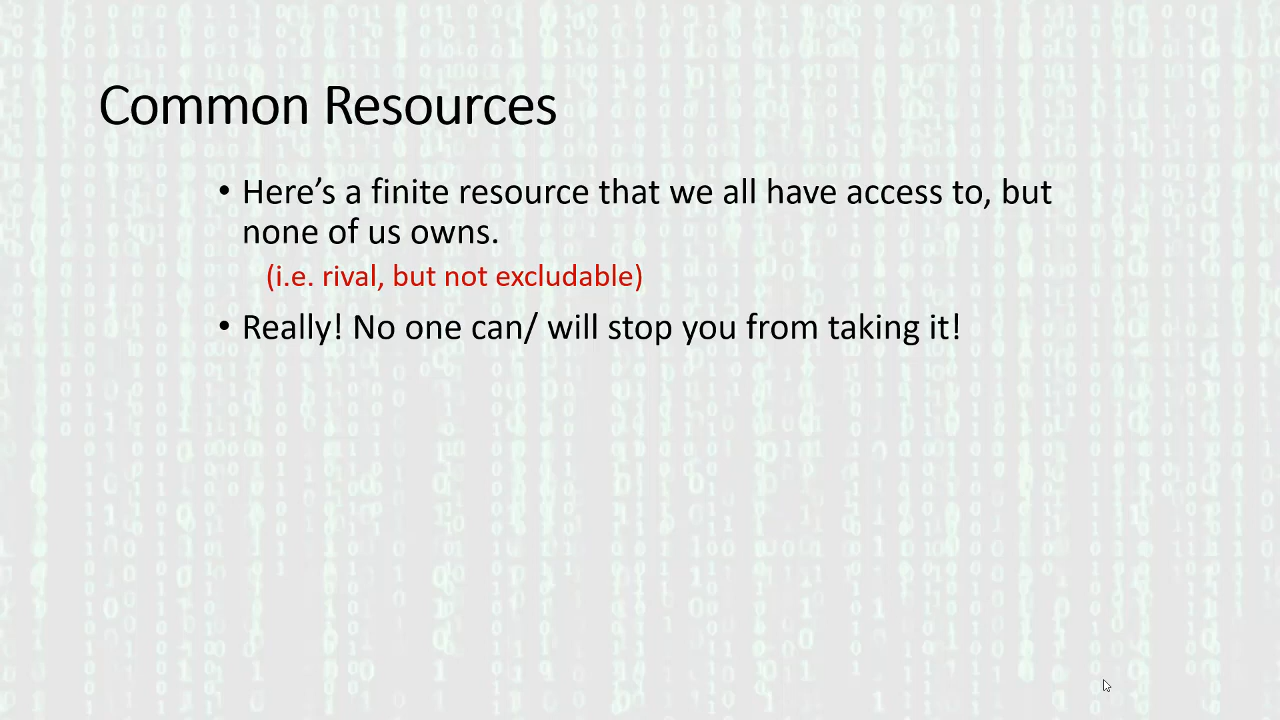 Common Resources
• Here’s a finite resource that we all have access to, but
none of us owns.
(i.e. rival, but not excludable)
• Really! No one can/ will stop you from taking it!